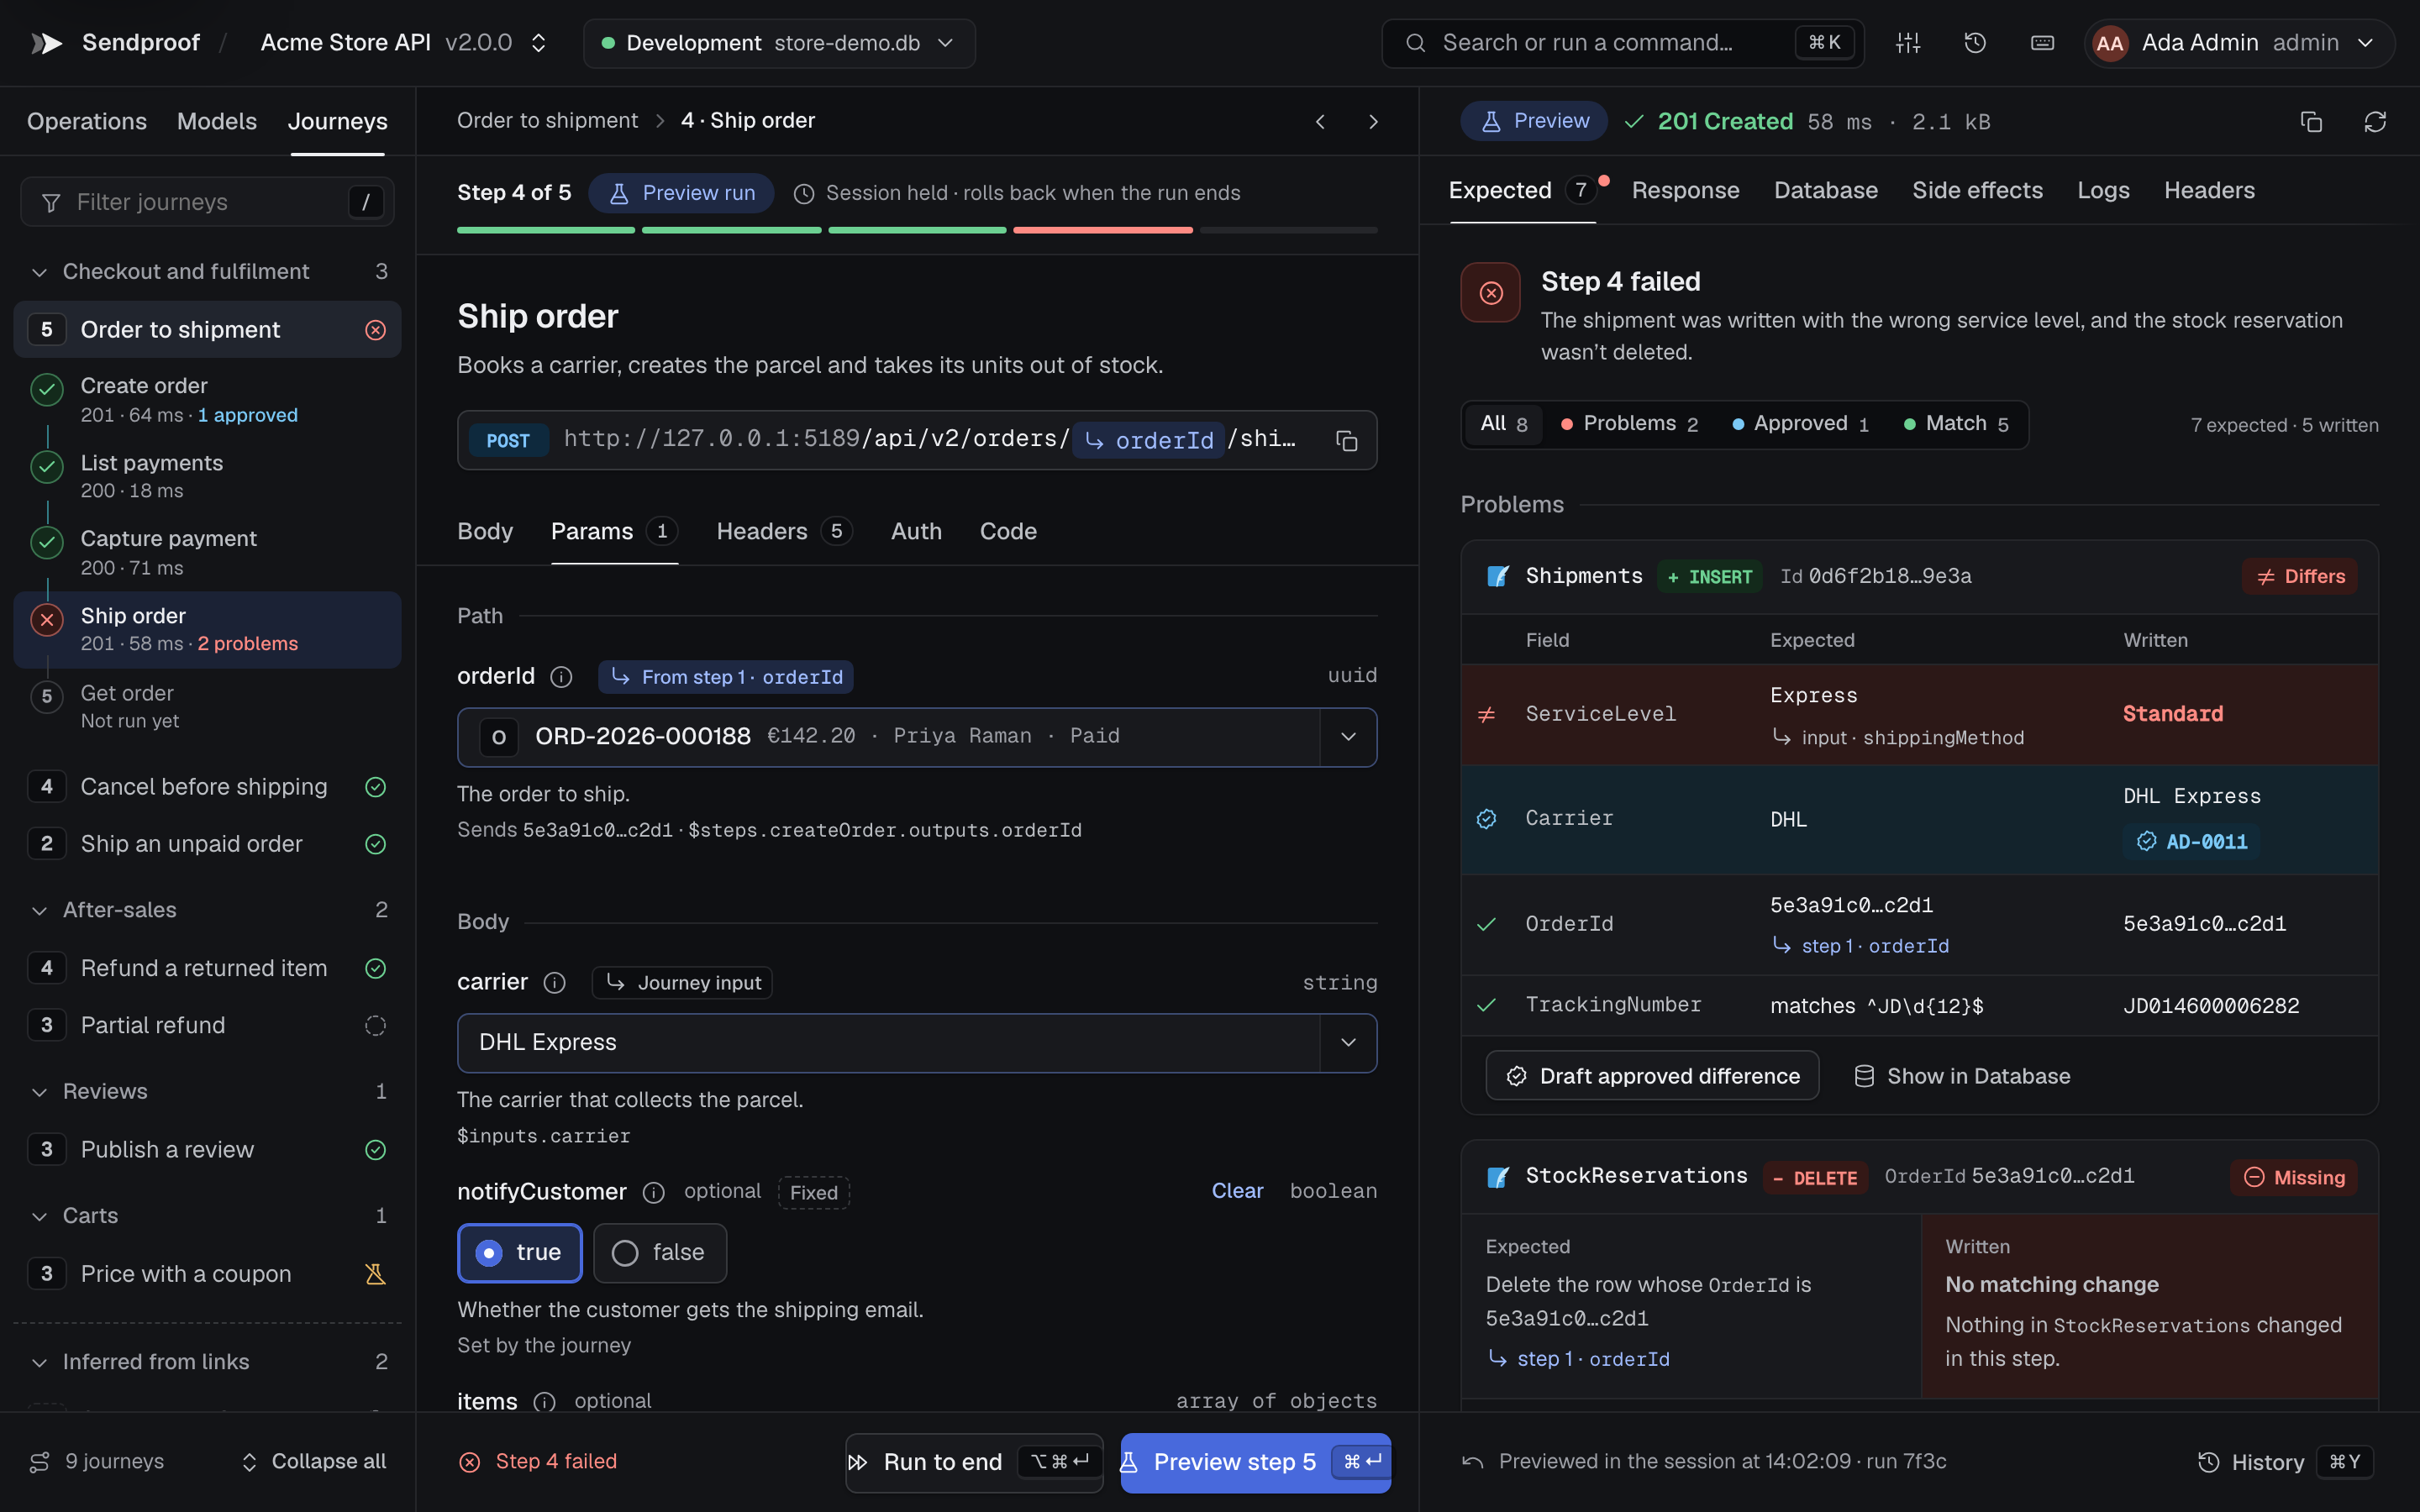 Sendproof / Acme Store API v2.0.0
Development store-demo.db
Search or run a command... ⌘K
AA Ada Admin admin
Operations Models Journeys
Filter journeys /
Checkout and fulfilment 3
5 Order to shipment
Create order
201 · 64 ms · 1 approved
List payments
200 · 18 ms
Capture payment
200 · 71 ms
Ship order
201 · 58 ms · 2 problems
5 Get order
Not run yet
4 Cancel before shipping
2 Ship an unpaid order
After-sales 2
4 Refund a returned item
3 Partial refund
Reviews 1
3 Publish a review
Carts 1
3 Price with a coupon
Inferred from links 2
9 journeys Collapse all
Order to shipment > 4 · Ship order
Step 4 of 5 Preview run Session held · rolls back when the run ends
Ship order
Books a carrier, creates the parcel and takes its units out of stock.
POST http://127.0.0.1:5189/api/v2/orders/ orderId /shi…
Body Params 1 Headers 5 Auth Code
Path
orderId From step 1 · orderId uuid
O ORD-2026-000188 €142.20 · Priya Raman · Paid
The order to ship.
Sends 5e3a91c0…c2d1 · $steps.createOrder.outputs.orderId
Body
carrier Journey input string
DHL Express
The carrier that collects the parcel.
$inputs.carrier
notifyCustomer optional Fixed Clear boolean
true false
Whether the customer gets the shipping email.
Set by the journey
items optional array of objects
Step 4 failed Run to end ⌥⌘↵ Preview step 5 ⌘↵
Preview 201 Created 58 ms · 2.1 kB
Expected 7 Response Database Side effects Logs Headers
Step 4 failed
The shipment was written with the wrong service level, and the stock reservation
wasn’t deleted.
All 8 Problems 2 Approved 1 Match 5 7 expected · 5 written
Problems
Shipments + INSERT Id 0d6f2b18…9e3a ≠ Differs
Field Expected Written
≠ ServiceLevel Express Standard
input · shippingMethod
Carrier DHL DHL Express
AD-0011
OrderId 5e3a91c0…c2d1 5e3a91c0…c2d1
step 1 · orderId
TrackingNumber matches ^JD\d{12}$ JD014600006282
Draft approved difference Show in Database
StockReservations – DELETE OrderId 5e3a91c0…c2d1 Missing
Expected
Delete the row whose OrderId is
5e3a91c0…c2d1
step 1 · orderId
Written
No matching change
Nothing in StockReservations changed
in this step.
Previewed in the session at 14:02:09 · run 7f3c History ⌘Y